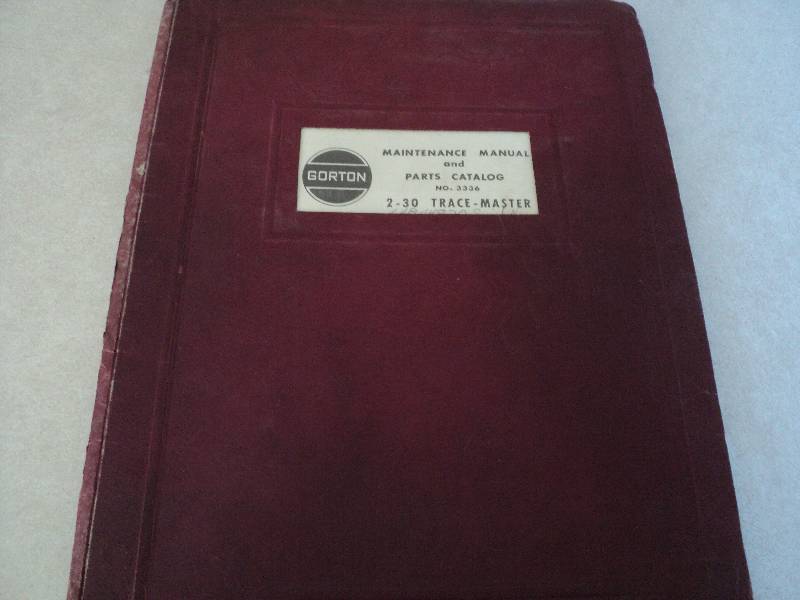 GORTON
MAINTENANCE MANUAL
and
PARTS CATALOG
NO. 3336
2-30 TRACE-MASTER